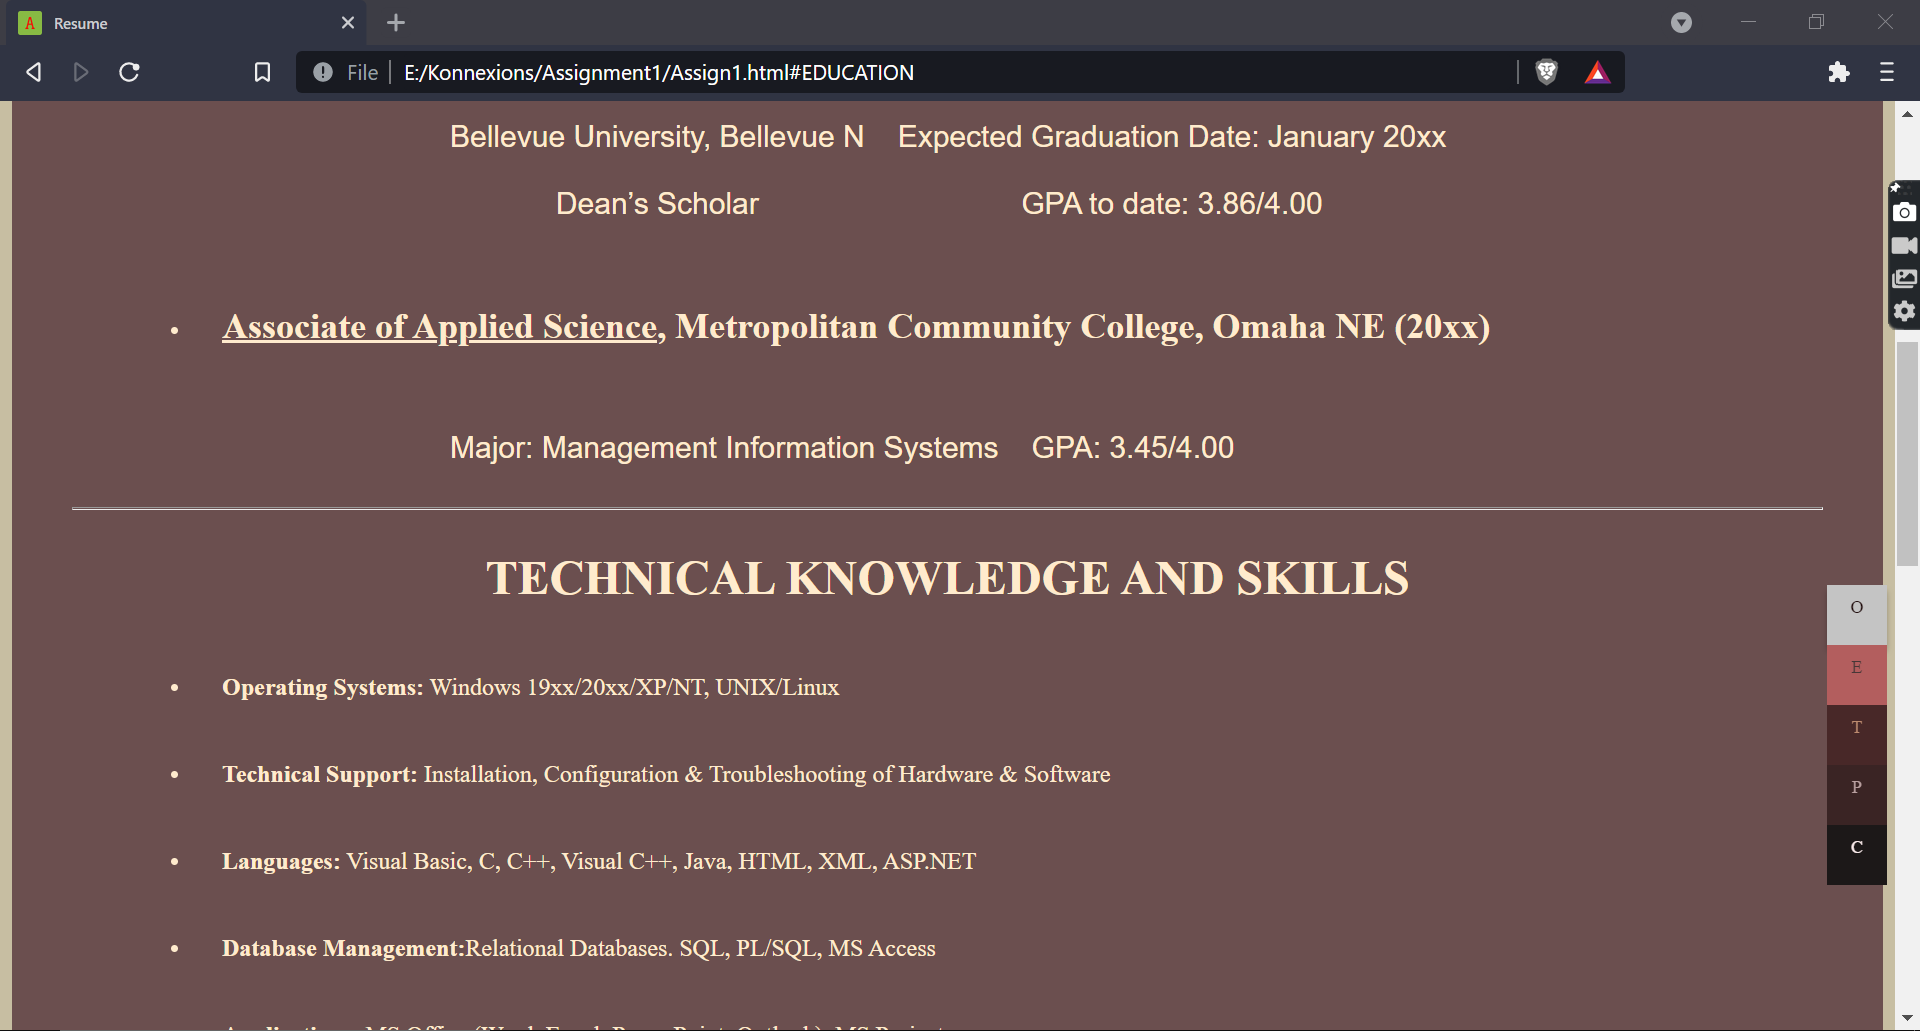 A Resume
File E:/Konnexions/Assignment1/Assign1.html#EDUCATION
Bellevue University, Bellevue N Expected Graduation Date: January 20xx
Dean’s Scholar GPA to date: 3.86/4.00
• Associate of Applied Science, Metropolitan Community College, Omaha NE (20xx)
Major: Management Information Systems GPA: 3.45/4.00
TECHNICAL KNOWLEDGE AND SKILLS
• Operating Systems: Windows 19xx/20xx/XP/NT, UNIX/Linux
• Technical Support: Installation, Configuration & Troubleshooting of Hardware & Software
• Languages: Visual Basic, C, C++, Visual C++, Java, HTML, XML, ASP.NET
• Database Management:Relational Databases. SQL, PL/SQL, MS Access
O
E
T
P
C